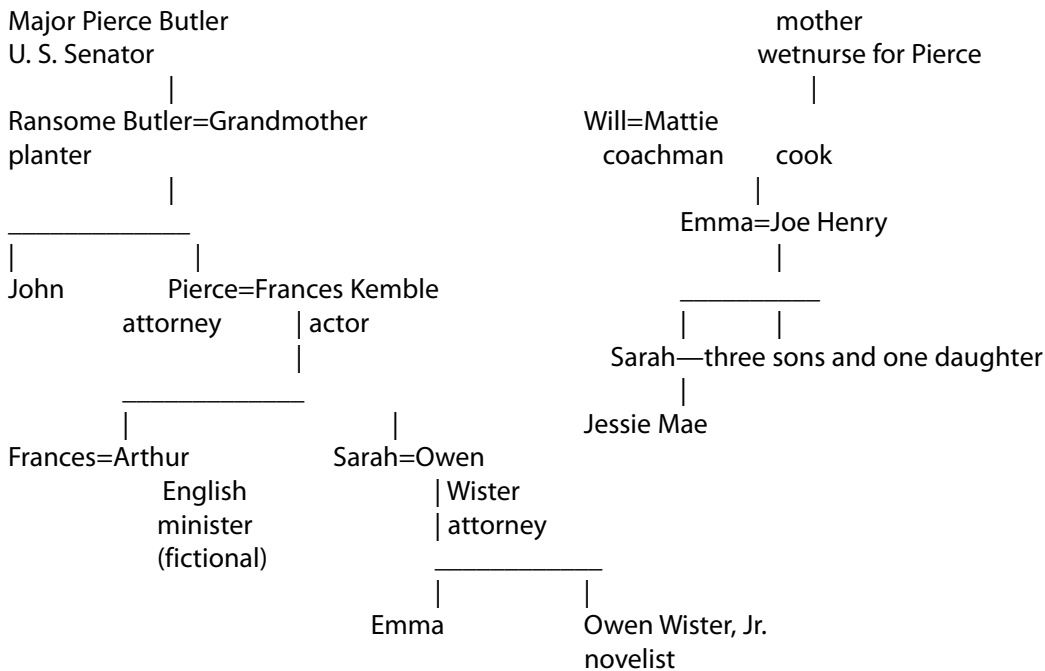 Major Pierce Butler
U. S. Senator
Ransome Butler=Grandmother
planter
John Pierce=Frances Kemble
attorney actor
Frances=Arthur
English
minister
(fictional)
Sarah=Owen
Wister
attorney
Emma Owen Wister, Jr.
novelist
mother
wetnurse for Pierce
Will=Mattie
coachman cook
Emma=Joe Henry
Sarah—three sons and one daughter
Jessie Mae